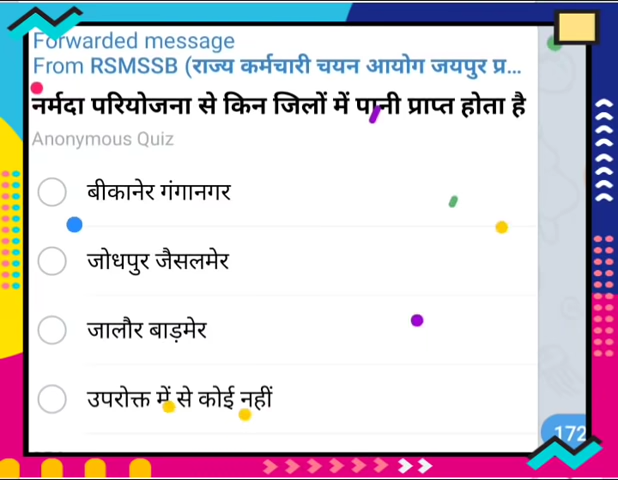 Forwarded message
From RSMSSB (राज्य कर्मचारी चयन आयोग जयपुर प्र...
नर्मदा परियोजना से किन जिलों में पानी प्राप्त होता है
Anonymous Quiz
बीकानेर गंगानगर
जोधपुर जैसलमेर
जालौर बाड़मेर
उपरोक्त में से कोई नहीं
172